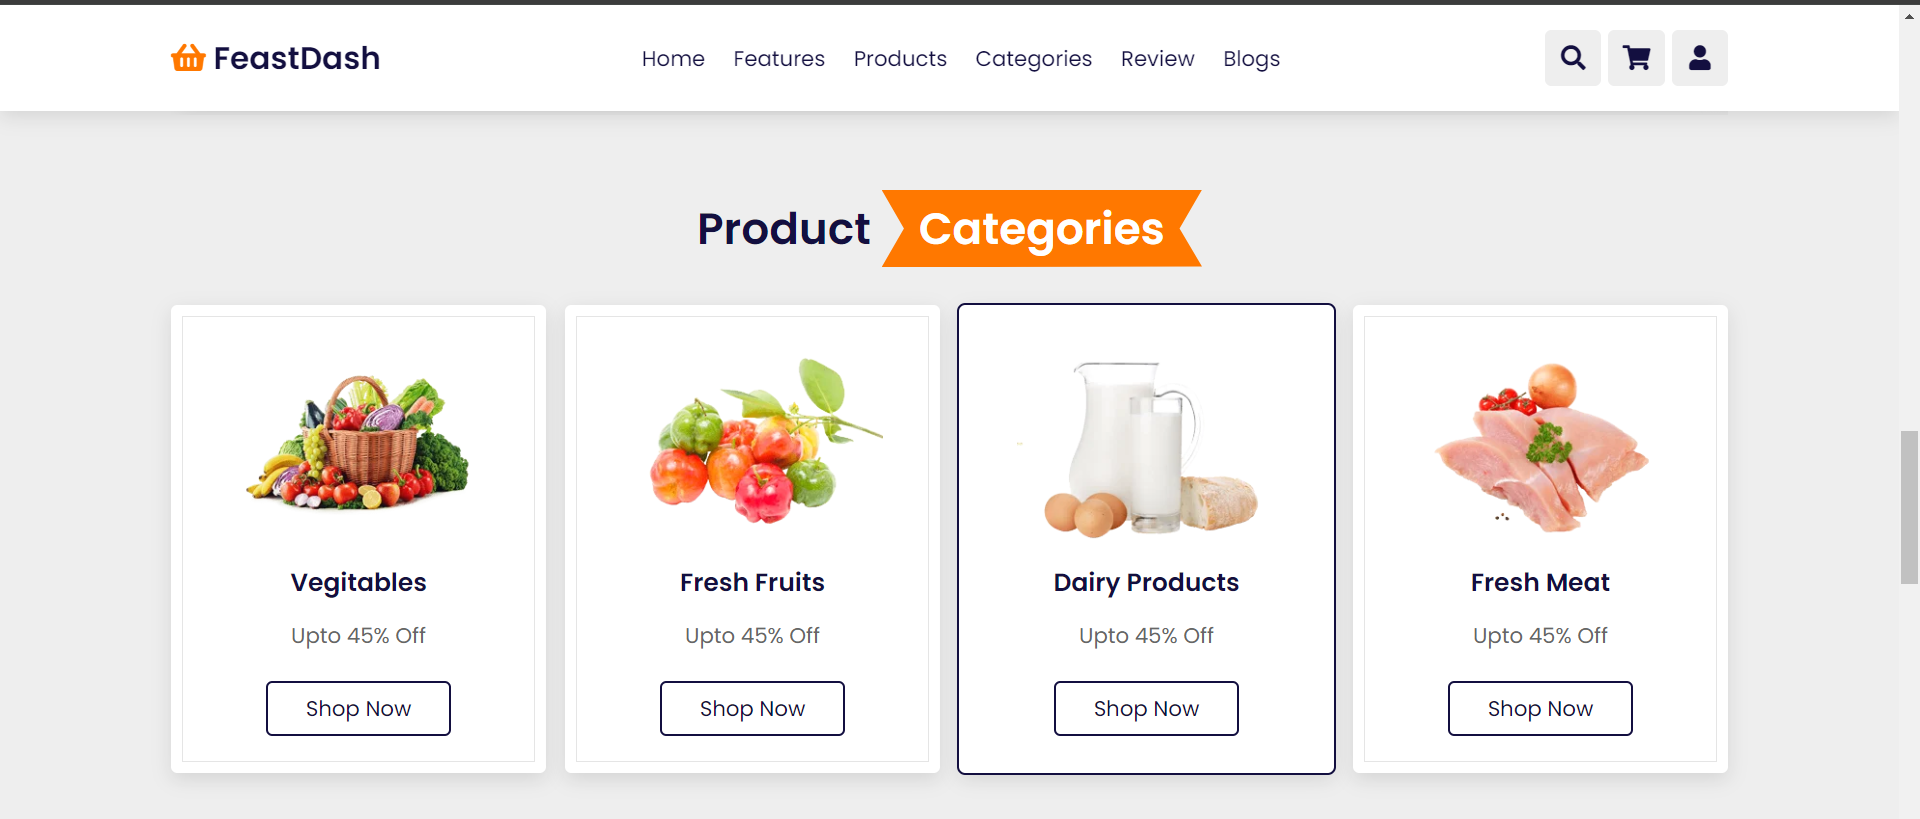 FeastDash
Home Features Products Categories Review Blogs
Product Categories
Vegitables
Upto 45% Off
Shop Now
Fresh Fruits
Upto 45% Off
Shop Now
Dairy Products
Upto 45% Off
Shop Now
Fresh Meat
Upto 45% Off
Shop Now